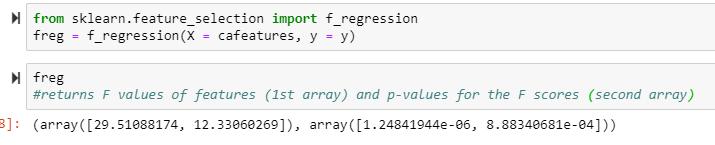 from sklearn.feature_selection import f_regression
freg = f_regression(X = cafeatures, y = y)
freg
#returns F values of features (1st array) and p-values for the F scores (second array)
8]: (array([29.51088174, 12.33060269]), array([1.24841944e-06, 8.88340681e-04]))